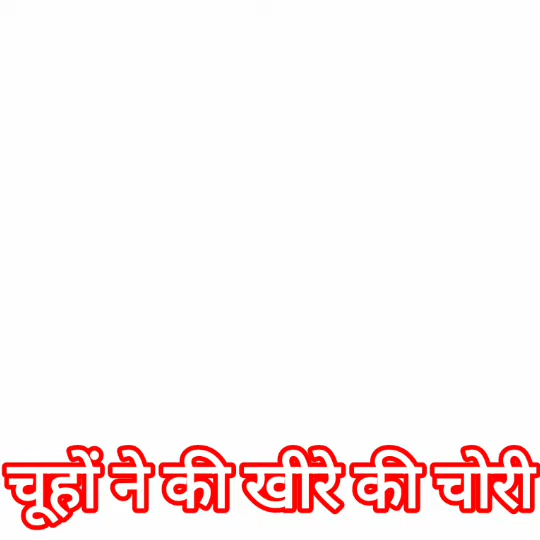 चूहों ने की खीरे की चोरी